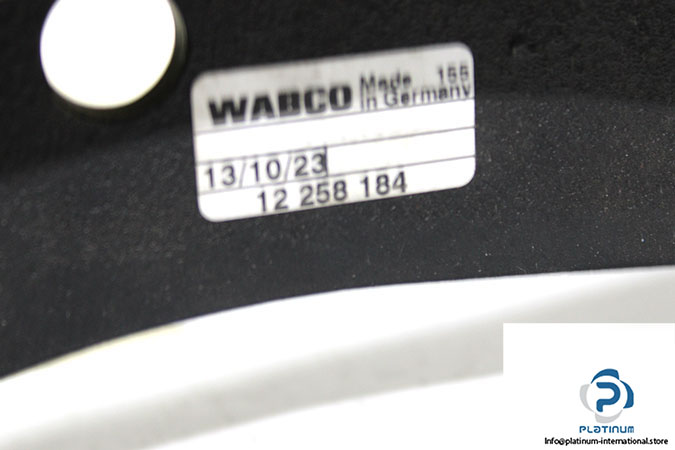 WABCO Made 155
in Germany
13/10/23
12 258 184
PLATINUM
Info@platinum-international.store